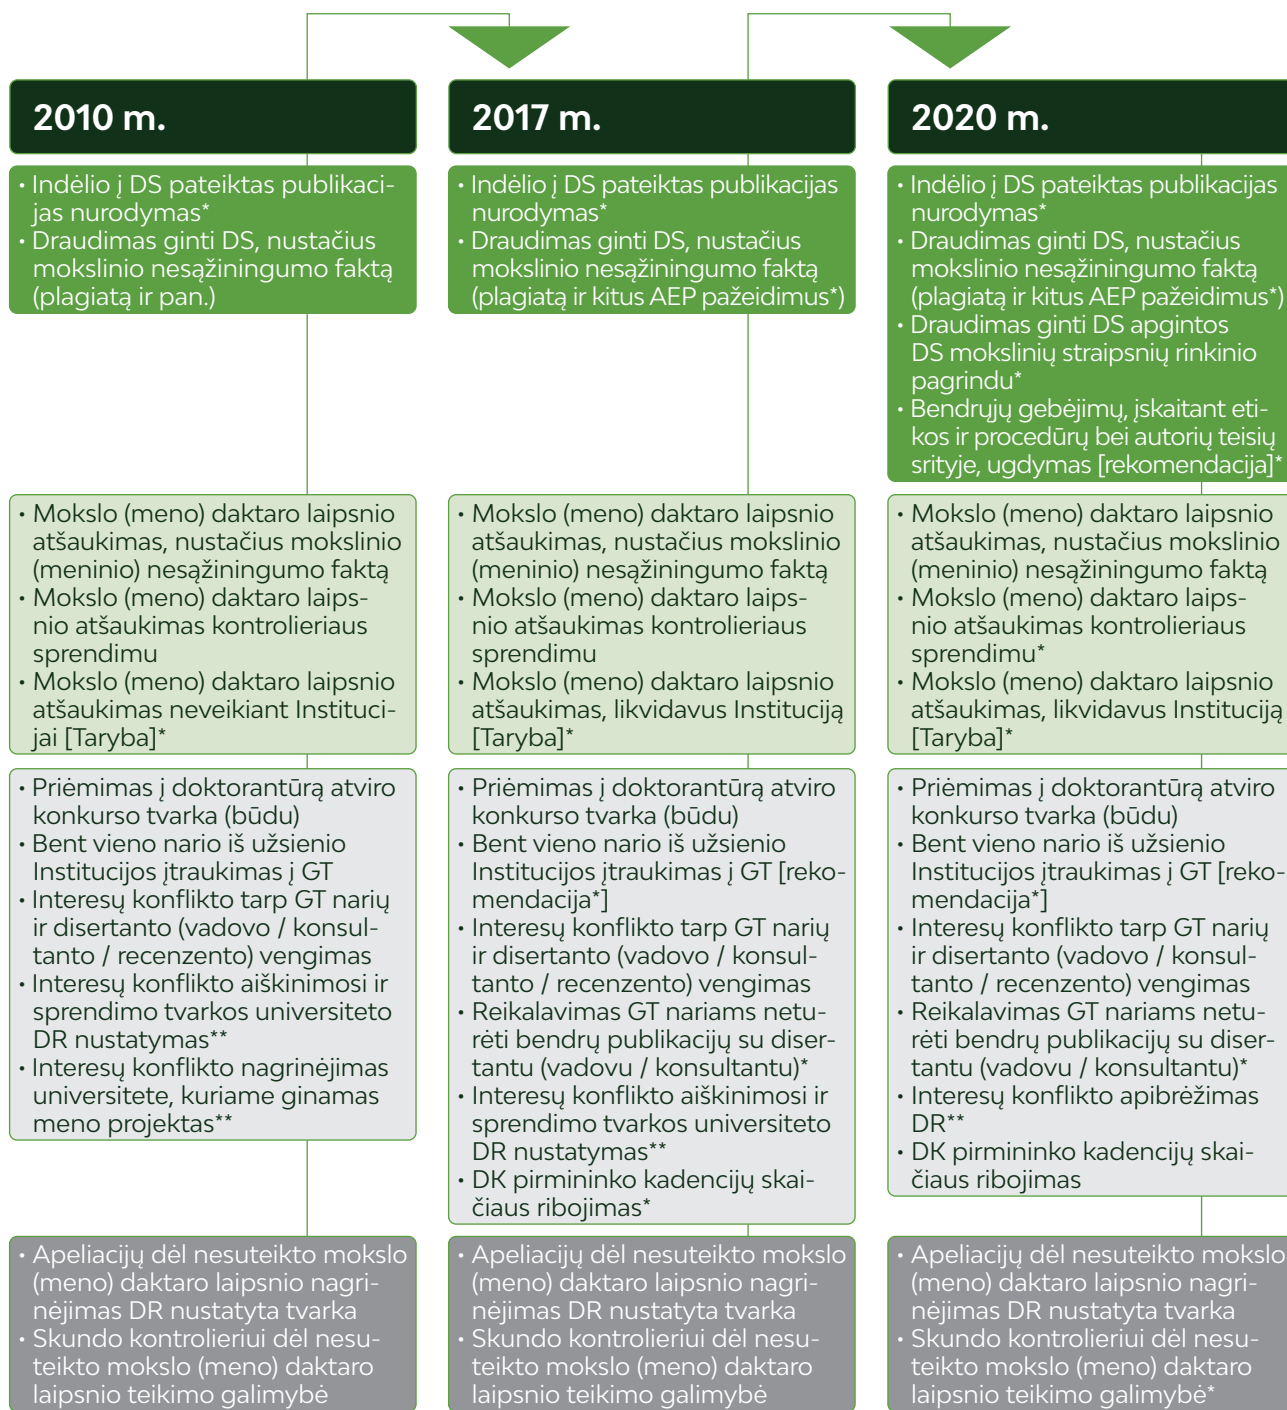 2010 m.
• Indėlio į DS pateiktas publikaci-
jas nurodymas*
• Draudimas ginti DS, nustačius
mokslinio nesąžiningumo faktą
(plagiatą ir pan.)
• Mokslo (meno) daktaro laipsnio
atšaukimas, nustačius mokslinio
(meninio) nesąžiningumo faktą
• Mokslo (meno) daktaro laips-
nio atšaukimas kontrolieriaus
sprendimu
• Mokslo (meno) daktaro laipsnio
atšaukimas neveikiant Instituci-
jai [Taryba]*
• Priėmimas į doktorantūrą atviro
konkurso tvarka (būdu)
• Bent vieno nario iš užsienio
Institucijos įtraukimas į GT
• Interesų konflikto tarp GT narių
ir disertanto (vadovo / konsul-
tanto / recenzento) vengimas
• Interesų konflikto aiškinimosi ir
sprendimo tvarkos universiteto
DR nustatymas**
• Interesų konflikto nagrinėjimas
universitete, kuriame ginamas
meno projektas**
• Apeliacijų dėl nesuteikto mokslo
(meno) daktaro laipsnio nagri-
nėjimas DR nustatyta tvarka
• Skundo kontrolieriui dėl nesu-
teikto mokslo (meno) daktaro
laipsnio teikimo galimybė
2017 m.
• Indėlio į DS pateiktas publikacijas
nurodymas*
• Draudimas ginti DS, nustačius
mokslinio nesąžiningumo faktą
(plagiatą ir kitus AEP pažeidimus*)
• Mokslo (meno) daktaro laipsnio
atšaukimas, nustačius mokslinio
(meninio) nesąžiningumo faktą
• Mokslo (meno) daktaro laips-
nio atšaukimas kontrolieriaus
sprendimu
• Mokslo (meno) daktaro laipsnio
atšaukimas, likvidavus Instituciją
[Taryba]*
• Priėmimas į doktorantūrą atviro
konkurso tvarka (būdu)
• Bent vieno nario iš užsienio
Institucijos įtraukimas į GT [reko-
mendacija*]
• Interesų konflikto tarp GT narių
ir disertanto (vadovo / konsul-
tanto / recenzento) vengimas
• Reikalavimas GT nariams netu-
rėti bendrų publikacijų su diser-
tantu (vadovu / konsultantu)*
• Interesų konflikto aiškinimosi ir
sprendimo tvarkos universiteto
DR nustatymas**
• DK pirmininko kadencijų skai-
čiaus ribojimas*
• Apeliacijų dėl nesuteikto mokslo
(meno) daktaro laipsnio nagri-
nėjimas DR nustatyta tvarka
• Skundo kontrolieriui dėl nesu-
teikto mokslo (meno) daktaro
laipsnio teikimo galimybė
2020 m.
• Indėlio į DS pateiktas publikacijas
nurodymas*
• Draudimas ginti DS, nustačius
mokslinio nesąžiningumo faktą
(plagiatą ir kitus AEP pažeidimus*)
• Draudimas ginti DS apgintos
DS mokslinių straipsnių rinkinio
pagrindu*
• Bendrųjų gebėjimų, įskaitant eti-
kos ir procedūrų bei autorių teisių
srityje, ugdymas [rekomendacija]*
• Mokslo (meno) daktaro laipsnio
atšaukimas, nustačius mokslinio
(meninio) nesąžiningumo faktą
• Mokslo (meno) daktaro laips-
nio atšaukimas kontrolieriaus
sprendimu*
• Mokslo (meno) daktaro laipsnio
atšaukimas, likvidavus Instituciją
[Taryba]*
• Priėmimas į doktorantūrą atviro
konkurso tvarka (būdu)
• Bent vieno nario iš užsienio
Institucijos įtraukimas į GT [reko-
mendacija*]
• Interesų konflikto tarp GT narių
ir disertanto (vadovo / konsul-
tanto / recenzento) vengimas
• Reikalavimas GT nariams netu-
rėti bendrų publikacijų su diser-
tantu (vadovu / konsultantu)*
• Interesų konflikto apibrėžimas
DR**
• DK pirmininko kadencijų skai-
čiaus ribojimas
• Apeliacijų dėl nesuteikto mokslo
(meno) daktaro laipsnio nagri-
nėjimas DR nustatyta tvarka
• Skundo kontrolieriui dėl nesu-
teikto mokslo (meno) daktaro
laipsnio teikimo galimybė*